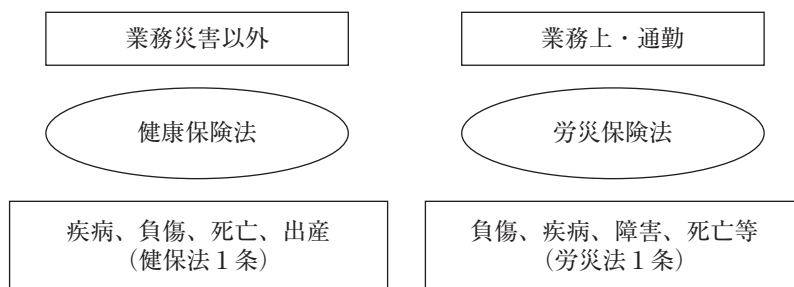 業務災害以外
業務上・通勤
健康保険法
労災保険法
疾病、負傷、死亡、出産
（健保法１条）
負傷、疾病、障害、死亡等
（労災法１条）